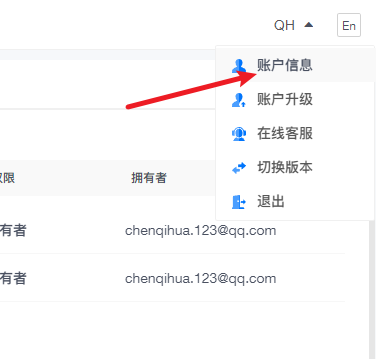 QH
En
账户信息
账户升级
在线客服
切换版本
退出
权限
拥有者
有者
chenqihua.123@qq.com
有者
chenqihua.123@qq.com